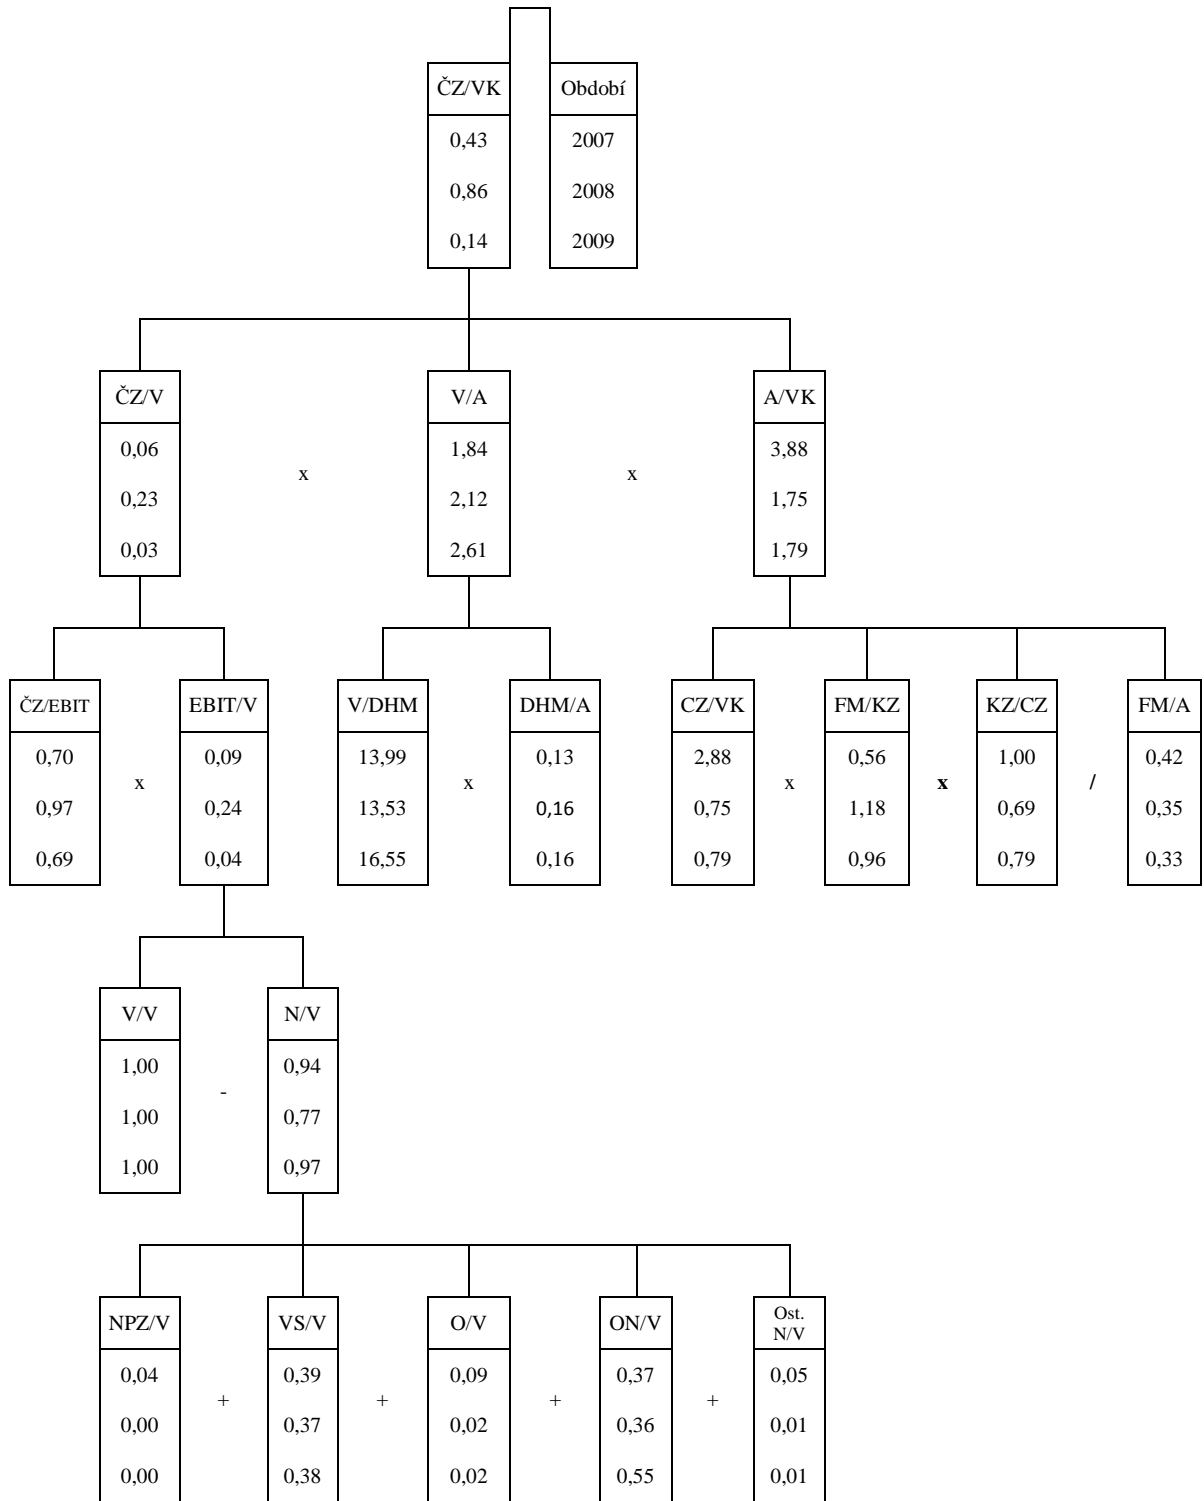 ČZ/VK Období
0,43 2007
0,86 2008
0,14 2009
ČZ/V V/A A/VK
0,06 1,84 3,88
x x
0,23 2,12 1,75
0,03 2,61 1,79
ČZ/EBIT EBIT/V V/DHM DHM/A CZ/VK FM/KZ KZ/CZ FM/A
0,70 0,09 13,99 0,13 2,88 0,56 1,00 0,42
x x x x /
0,97 0,24 13,53 0,16 0,75 1,18 0,69 0,35
0,69 0,04 16,55 0,16 0,79 0,96 0,79 0,33
V/V N/V
1,00 0,94
-
1,00 0,77
1,00 0,97
NPZ/V VS/V O/V ON/V Ost.
N/V
0,04 0,39 0,09 0,37 0,05
+ + + +
0,00 0,37 0,02 0,36 0,01
0,00 0,38 0,02 0,55 0,01